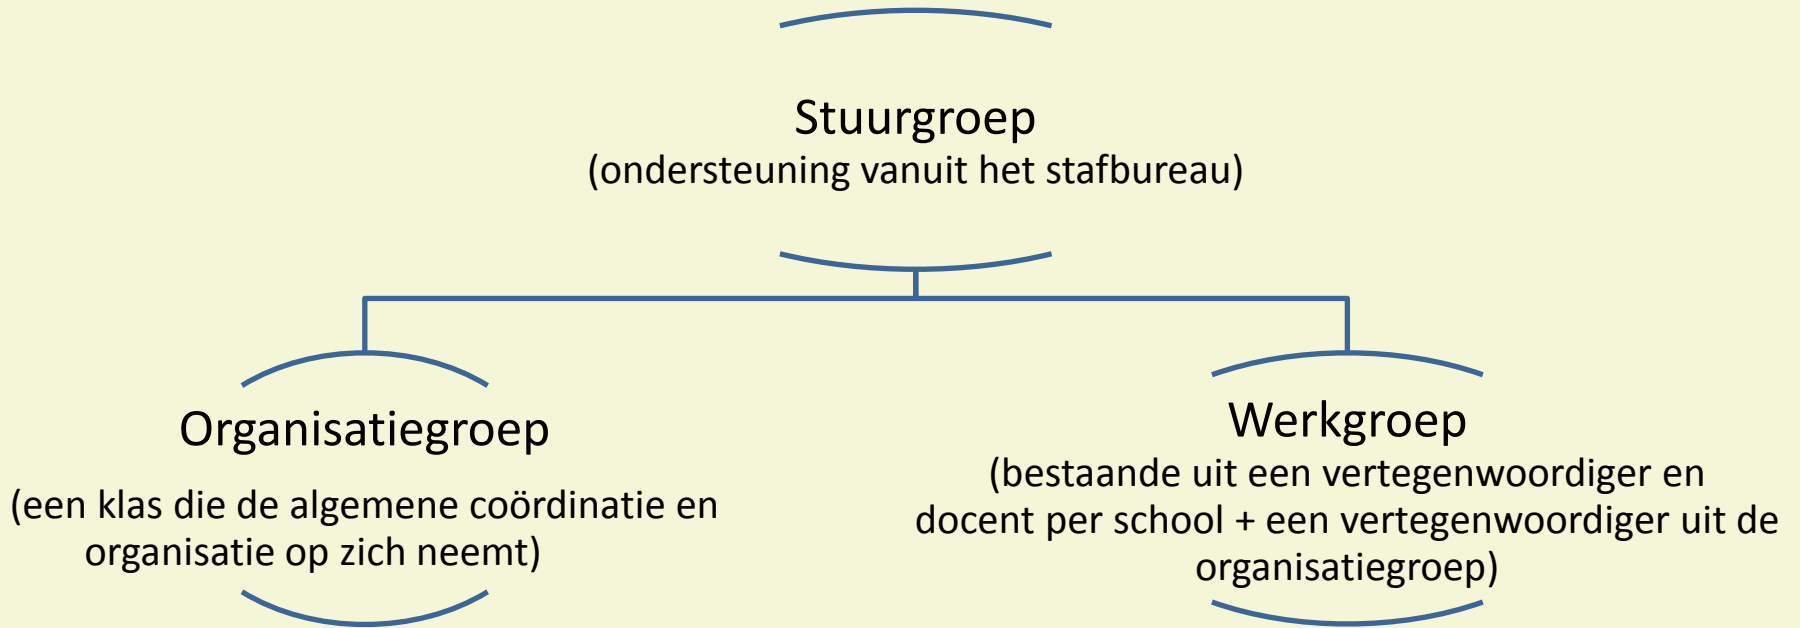 Stuurgroep
(ondersteuning vanuit het stafbureau)
Organisatiegroep
(een klas die de algemene coördinatie en
organisatie op zich neemt)
Werkgroep
(bestaande uit een vertegenwoordiger en
docent per school + een vertegenwoordiger uit de
organisatiegroep)